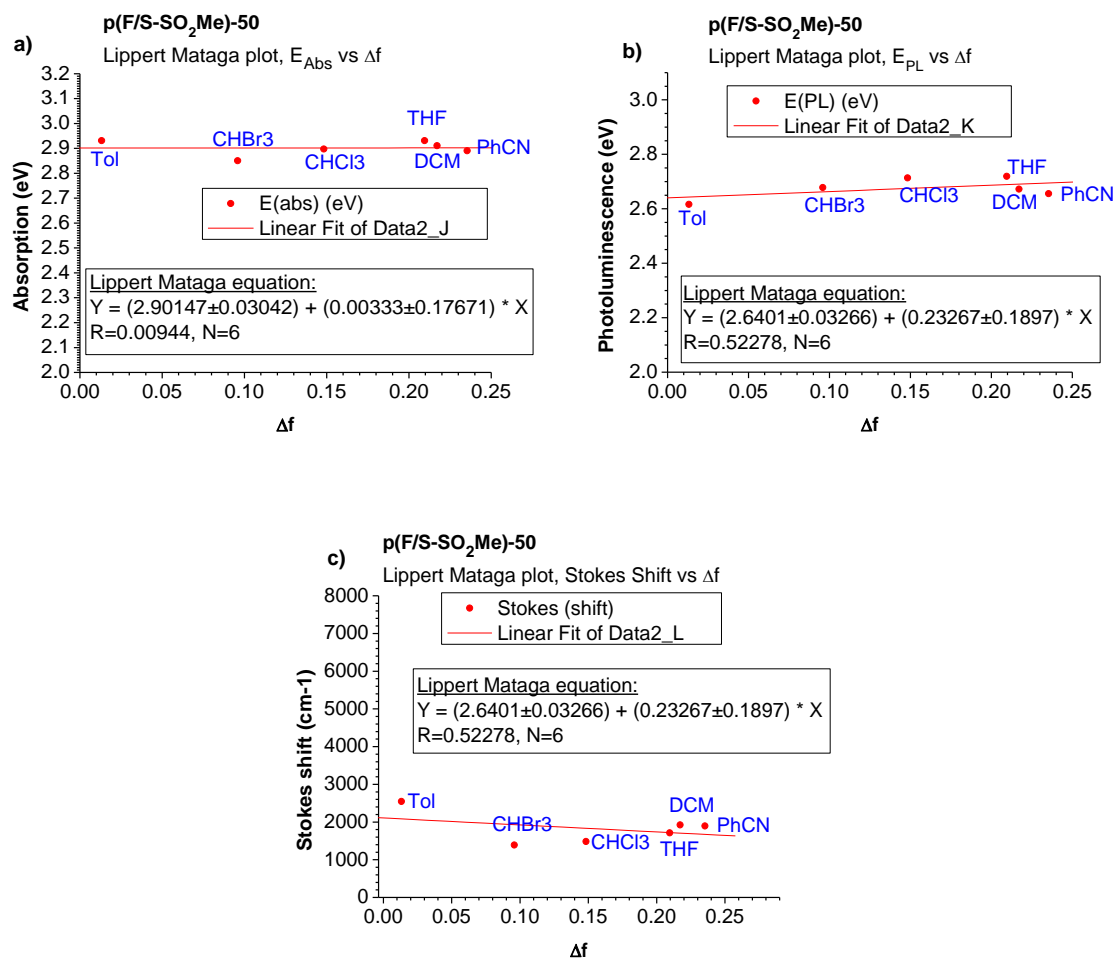 p(F/S-SO2Me)-50
a)
Lippert Mataga plot, EAbs vs Δf
3.2
3.1
3.0
2.9
2.8
2.7
2.6
2.5
2.4
2.3
2.2
2.1
2.0
Absorption (eV)
Tol
CHBr3
CHCl3
THF
DCM
PhCN
E(abs) (eV)
Linear Fit of Data2_J
Lippert Mataga equation:
Y = (2.90147±0.03042) + (0.00333±0.17671) * X
R=0.00944, N=6
0.00 0.05 0.10 0.15 0.20 0.25
Δf
p(F/S-SO2Me)-50
b)
Lippert Mataga plot, EPL vs Δf
3.0
2.8
2.6
2.4
2.2
2.0
Photoluminescence (eV)
E(PL) (eV)
Linear Fit of Data2_K
Tol
CHBr3
CHCl3
THF
DCM
PhCN
Lippert Mataga equation:
Y = (2.6401±0.03266) + (0.23267±0.1897) * X
R=0.52278, N=6
0.00 0.05 0.10 0.15 0.20 0.25
Δf
p(F/S-SO2Me)-50
c)
Lippert Mataga plot, Stokes Shift vs Δf
8000
7000
6000
5000
4000
3000
2000
1000
0
Stokes shift (cm-1)
Stokes (shift)
Linear Fit of Data2_L
Lippert Mataga equation:
Y = (2.6401±0.03266) + (0.23267±0.1897) * X
R=0.52278, N=6
Tol
CHBr3
CHCl3
DCM
THF
PhCN
0.00 0.05 0.10 0.15 0.20 0.25
Δf